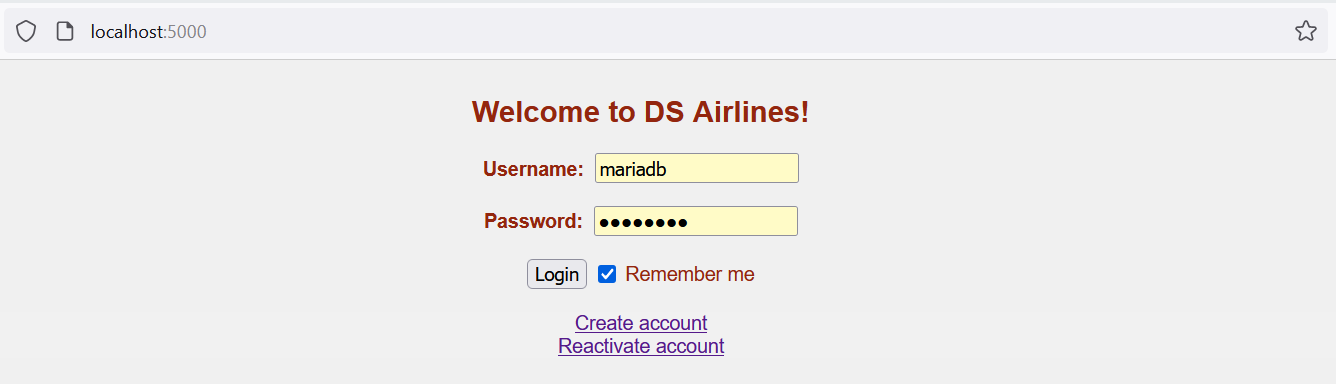 localhost:5000
Welcome to DS Airlines!
Username: mariadb
Password: ●●●●●●●●
Login Remember me
Create account
Reactivate account